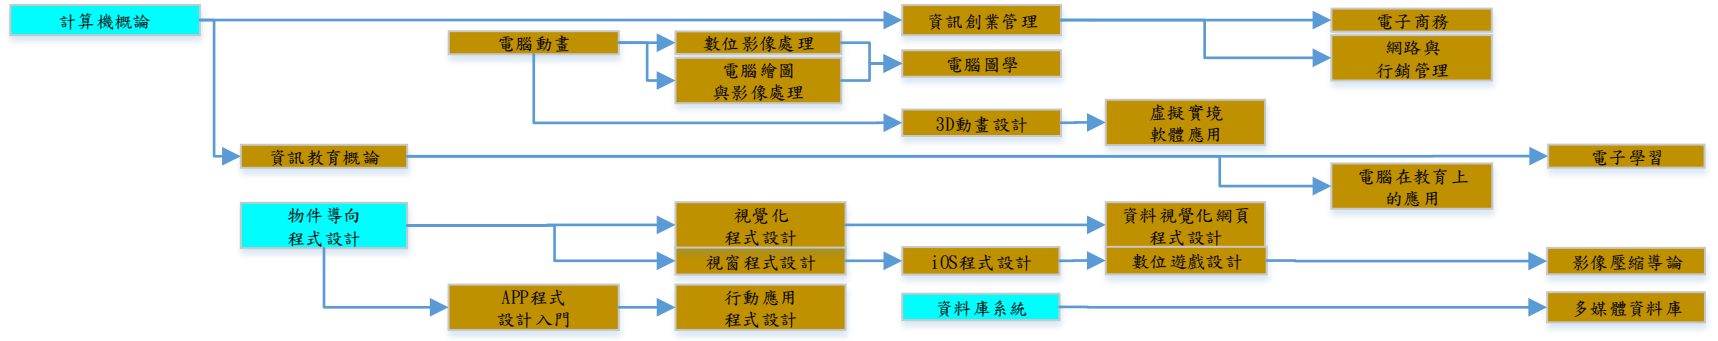 計算機概論
資訊創業管理
電子商務
電腦動畫
數位影像處理
網路與
行銷管理
電腦繪圖
與影像處理
電腦圖學
3D動畫設計
虛擬實境
軟體應用
資訊教育概論
電子學習
電腦在教育上
的應用
物件導向
程式設計
視覺化
程式設計
資料視覺化網頁
程式設計
視窗程式設計
iOS程式設計
數位遊戲設計
影像壓縮導論
APP程式
設計入門
行動應用
程式設計
資料庫系統
多媒體資料庫